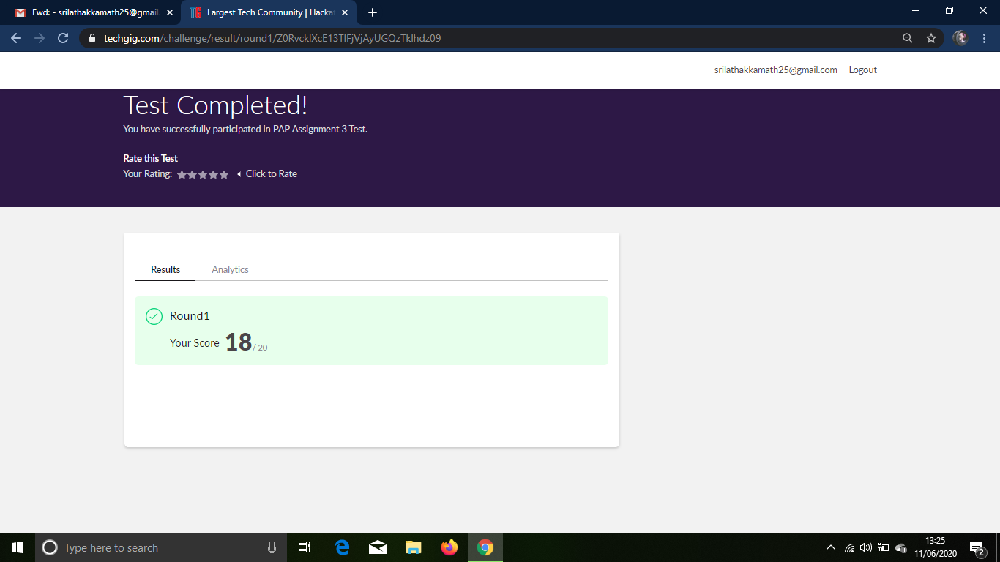 Fwd: - srilathakkamath25@gmail.
TG Largest Tech Community | Hackat
techgig.com/challenge/result/round1/Z0RvcklXcE13TlFjVjAyUGQzTklhdz09
srilathakkamath25@gmail.com Logout
Test Completed!
You have successfully participated in PAP Assignment 3 Test.
Rate this Test
Your Rating: Click to Rate
Results Analytics
Round1
Your Score 18 / 20
Type here to search
13:25
11/06/2020
2